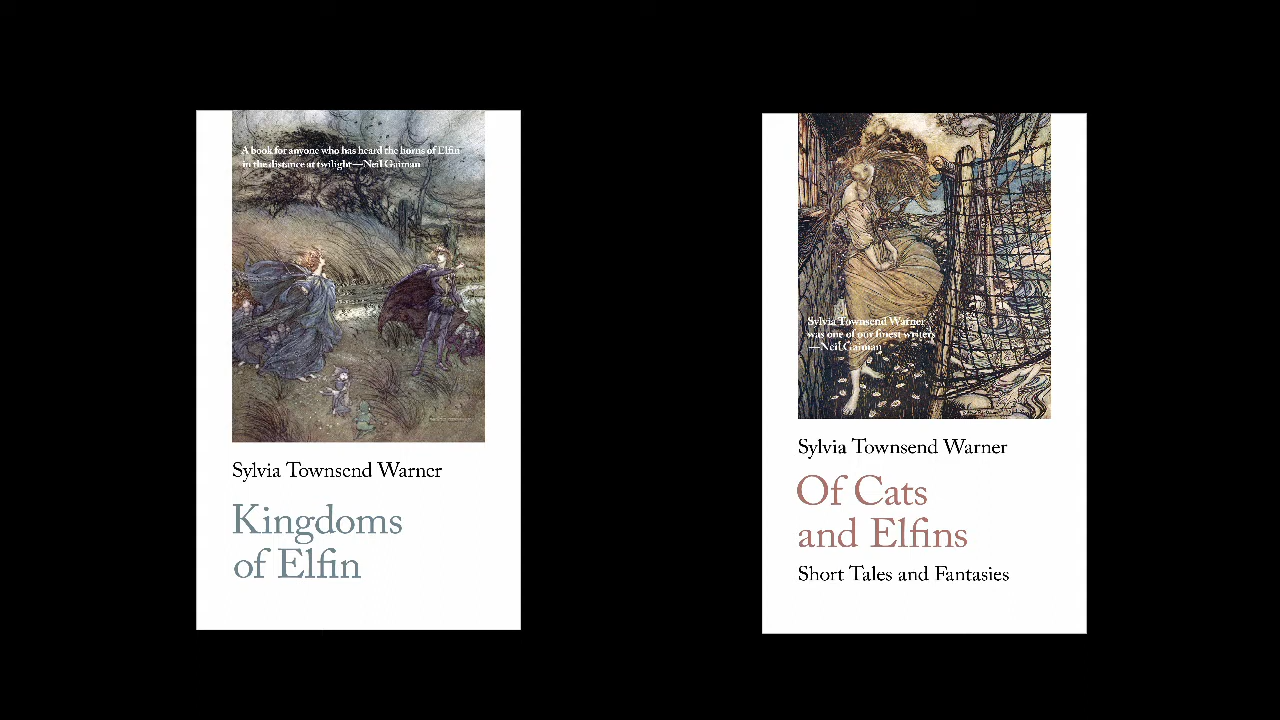 A book for anyone who has heard the horns of Elfin
in the distance at twilight—Neil Gaiman
Sylvia Townsend Warner
Kingdoms
of Elfin
Sylvia Townsend Warner
was one of our finest writers
—Neil Gaiman
Sylvia Townsend Warner
Of Cats
and Elfins
Short Tales and Fantasies